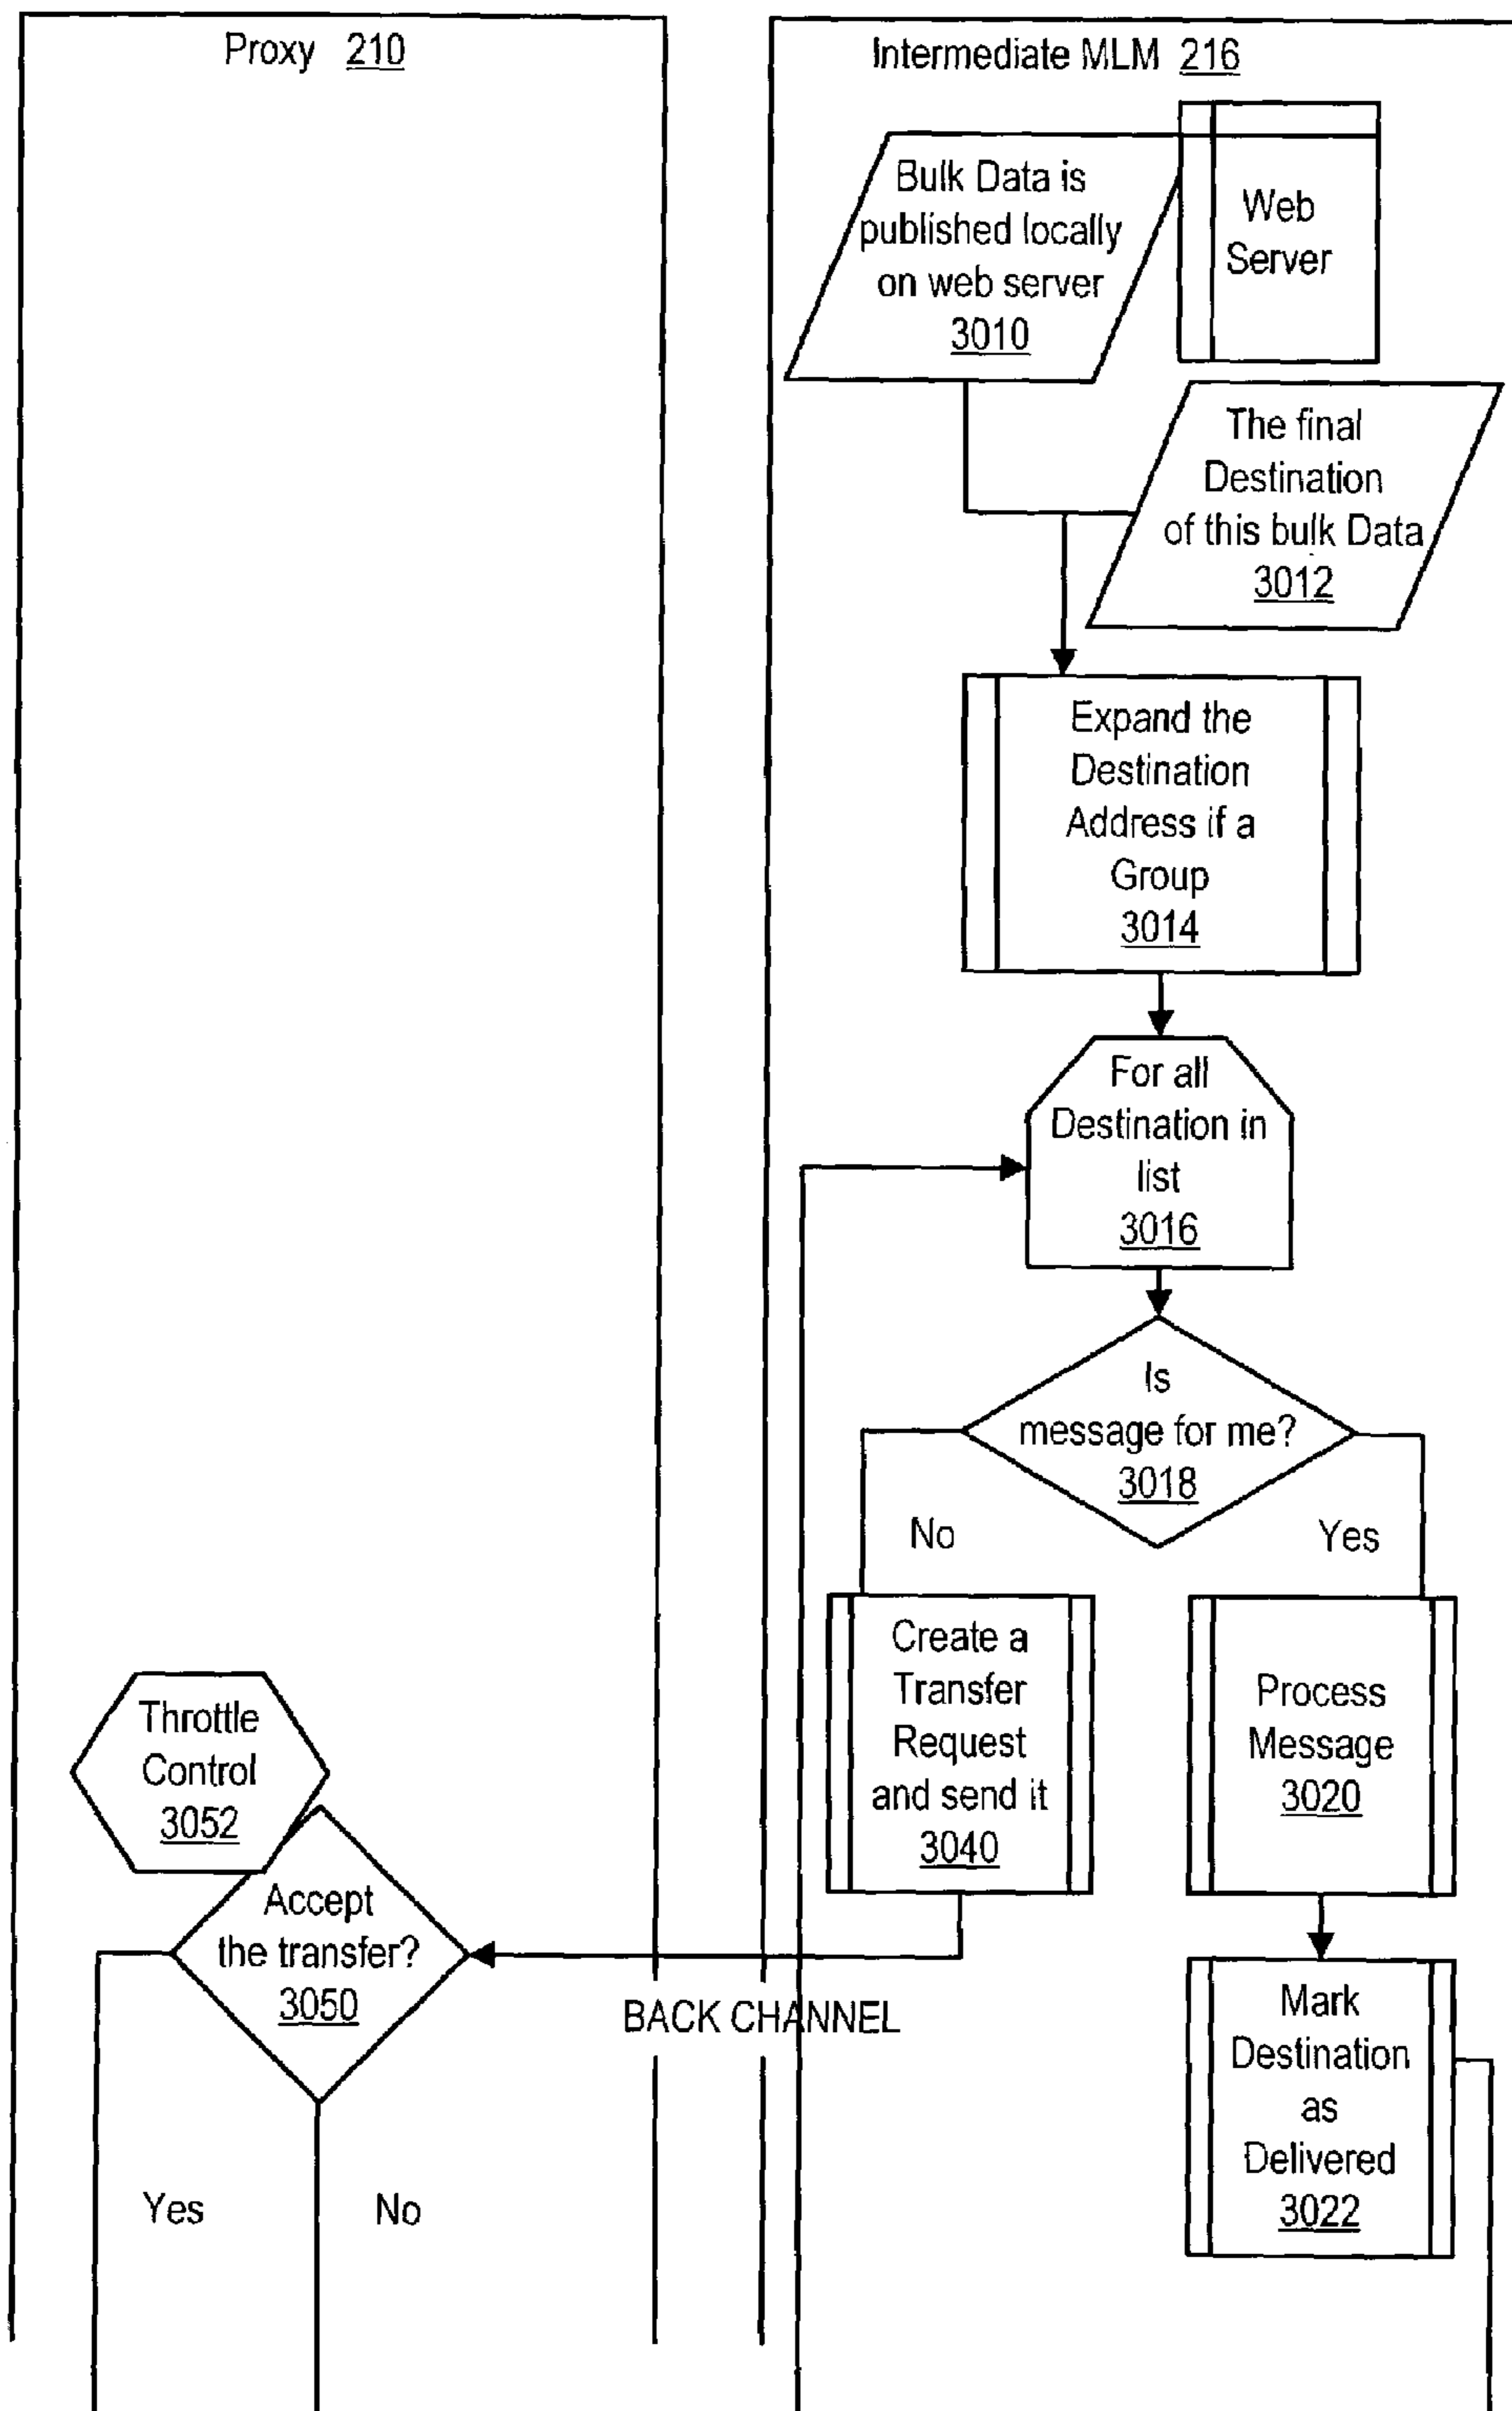 Proxy 210
Intermediate MLM 216
Bulk Data is
published locally
on web server
3010
Web
Server
The final
Destination
of this bulk Data
3012
Expand the
Destination
Address if a
Group
3014
For all
Destination in
list
3016
Is
message for me?
3018
No
Yes
Create a
Transfer
Request
and send it
3040
Process
Message
3020
Throttle
Control
3052
Accept
the transfer?
3050
BACK CHANNEL
Mark
Destination
as
Delivered
3022
Yes
No